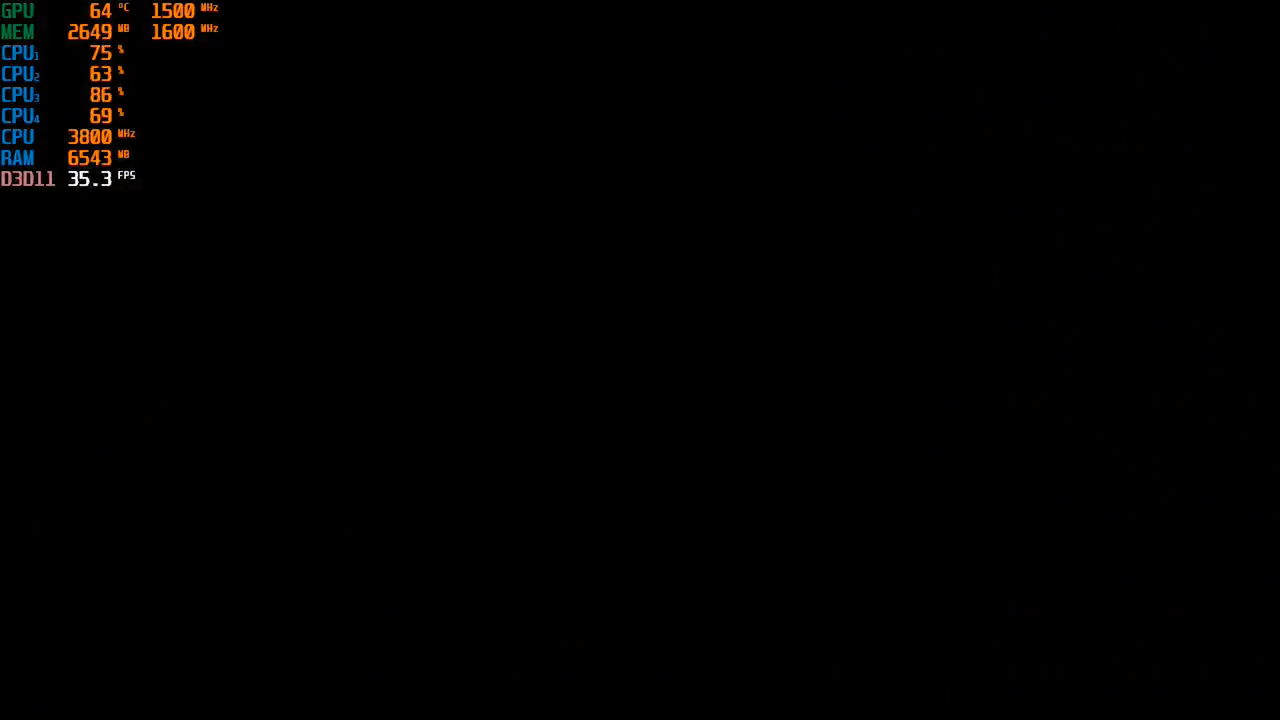 GPU 64 °C 1500 MHz
MEM 2649 MB 1600 MHz
CPU1 75 %
CPU2 63 %
CPU3 86 %
CPU4 69 %
CPU 3800 MHz
RAM 6543 MB
D3D11 35.3 FPS